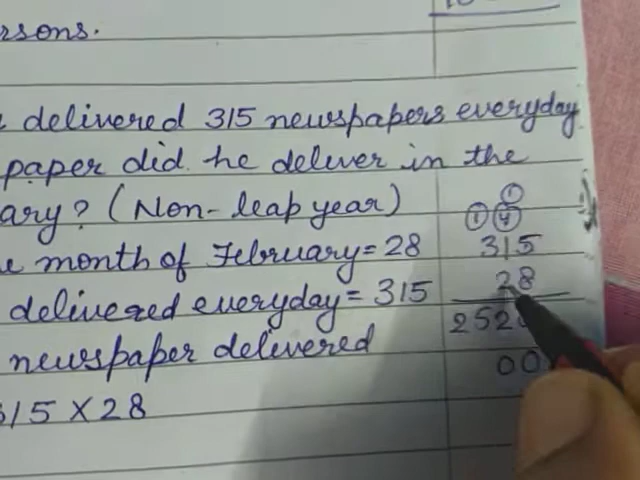 rsons.
delivered 315 newspapers everyday
paper did he deliver in the
ary? (Non-leap year)
month of February = 28
delivered everyday = 315
newspaper delivered
315 X 28
1
1 4
315
28
252
00